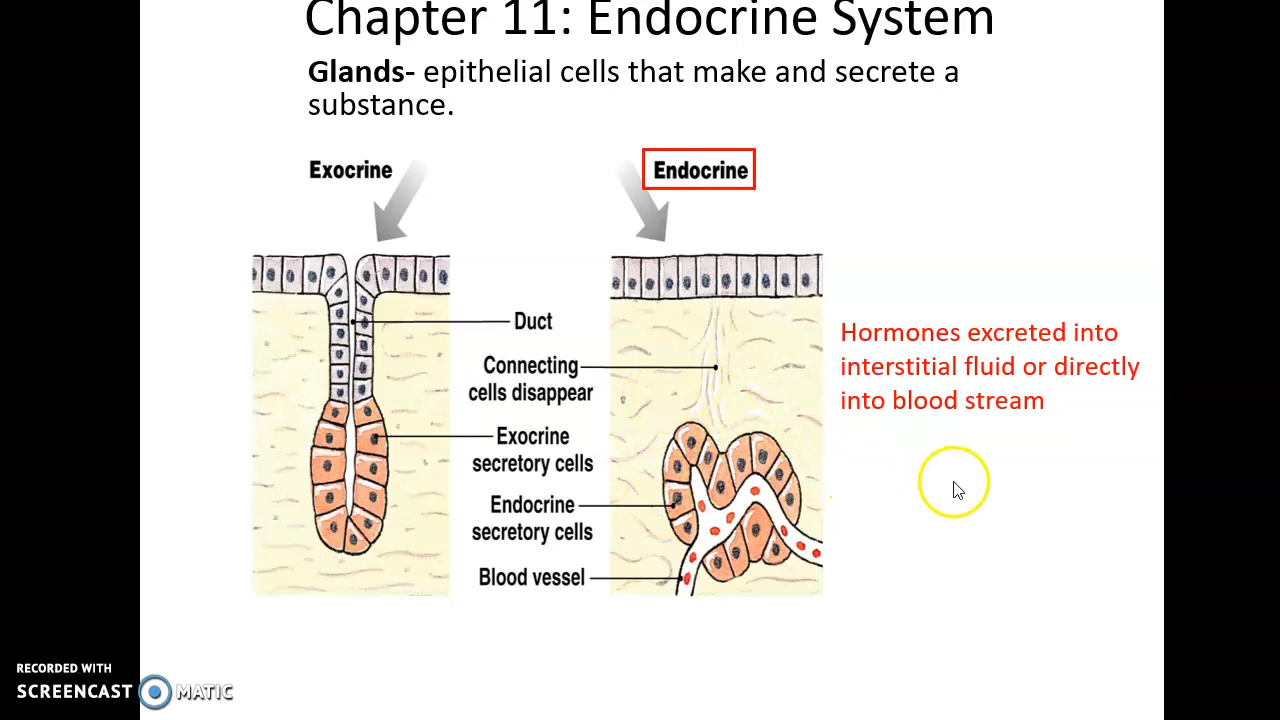 Chapter 11: Endocrine System
Glands- epithelial cells that make and secrete a
substance.
Exocrine
Endocrine
Duct
Connecting
cells disappear
Exocrine
secretory cells
Endocrine
secretory cells
Blood vessel
Hormones excreted into
interstitial fluid or directly
into blood stream
RECORDED WITH
SCREENCAST MATIC